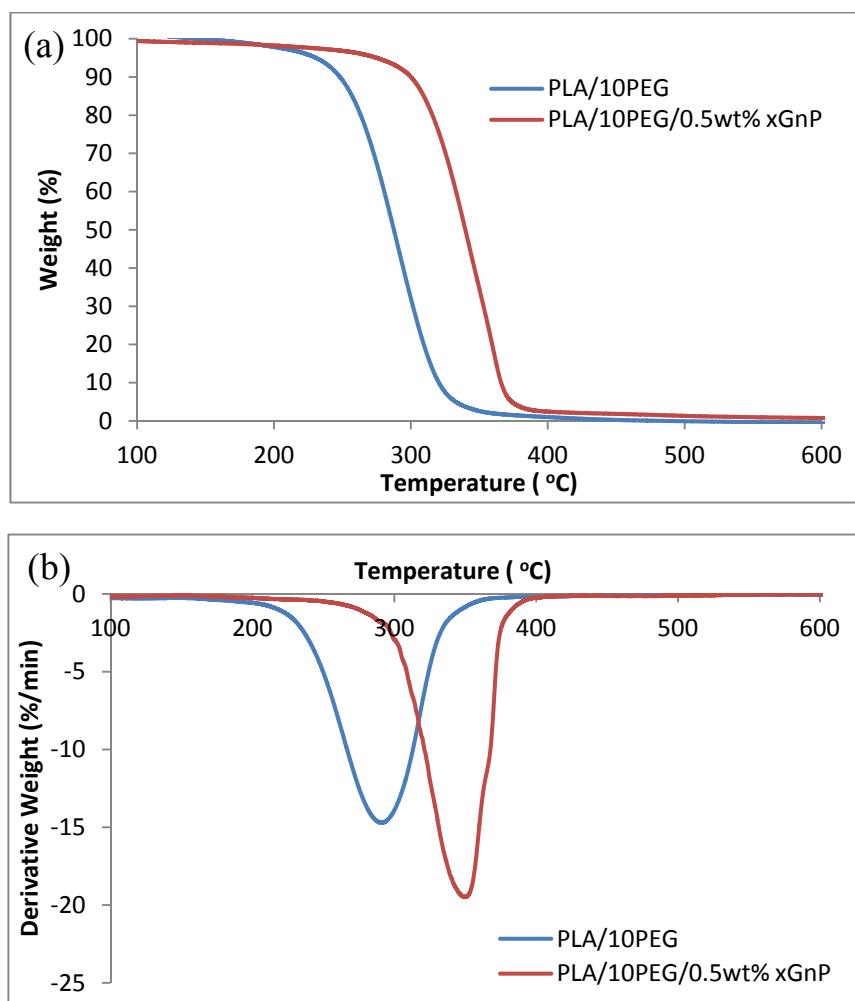 (a)
100
90
80
70
60
50
40
30
20
10
0
Weight (%)
PLA/10PEG
PLA/10PEG/0.5wt% xGnP
100 200 300 400 500 600
Temperature ( °C)
(b)
Temperature ( °C)
0
100 200 300 400 500 600
-5
-10
-15
-20
-25
Derivative Weight (%/min)
PLA/10PEG
PLA/10PEG/0.5wt% xGnP